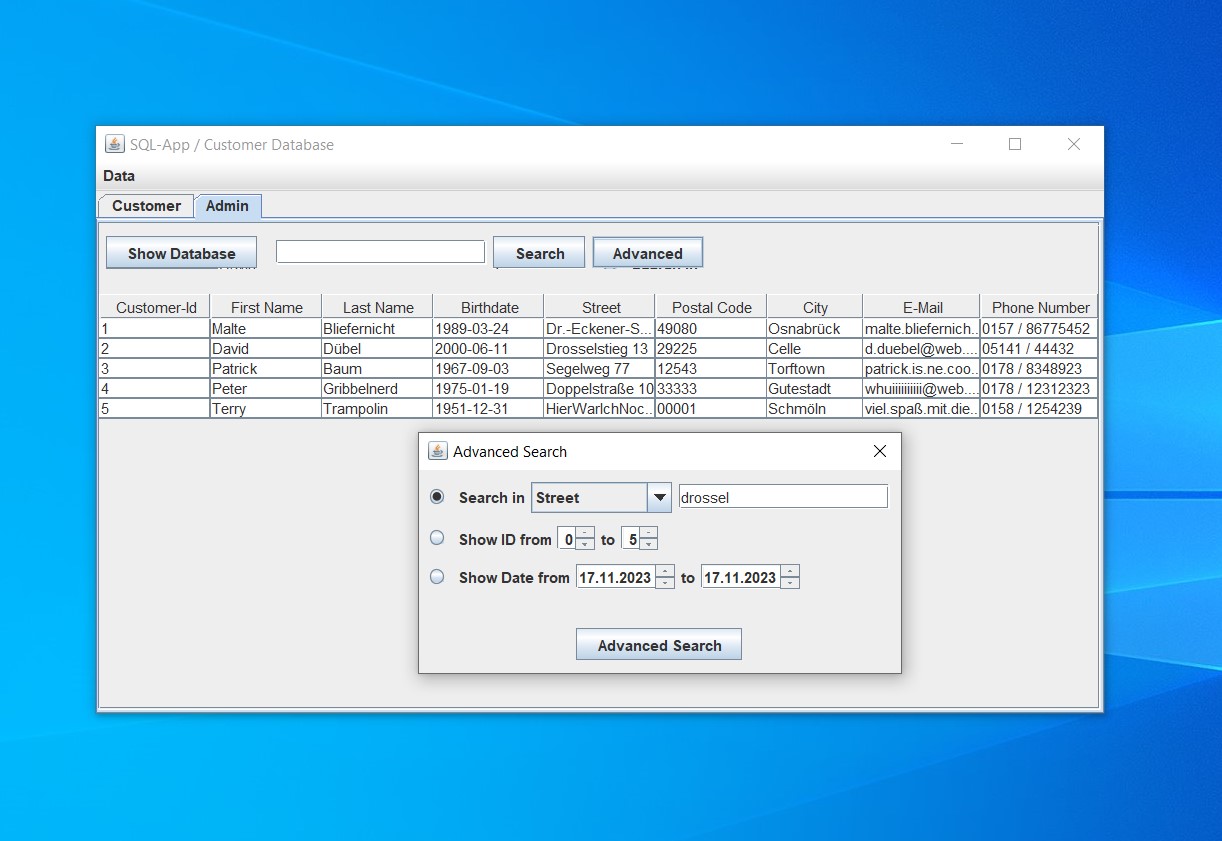 SQL-App / Customer Database
Data
Customer Admin
Show Database Search Advanced
Customer-Id First Name Last Name Birthdate Street Postal Code City E-Mail Phone Number
1 Malte Bliefernicht 1989-03-24 Dr.-Eckener-S... 49080 Osnabrück malte.bliefernich... 0157 / 86775452
2 David Dübel 2000-06-11 Drosselstieg 13 29225 Celle d.duebel@web.... 05141 / 44432
3 Patrick Baum 1967-09-03 Segelweg 77 12543 Torftown patrick.is.ne.coo... 0178 / 8348923
4 Peter Gribbelnerd 1975-01-19 Doppelstraße 10 33333 Gutestadt whuiiiiiiiiii@web.... 0178 / 12312323
5 Terry Trampolin 1951-12-31 HierWarIchNoc... 00001 Schmöln viel.spaß.mit.die... 0158 / 1254239
Advanced Search
Search in Street drossel
Show ID from 0 to 5
Show Date from 17.11.2023 to 17.11.2023
Advanced Search